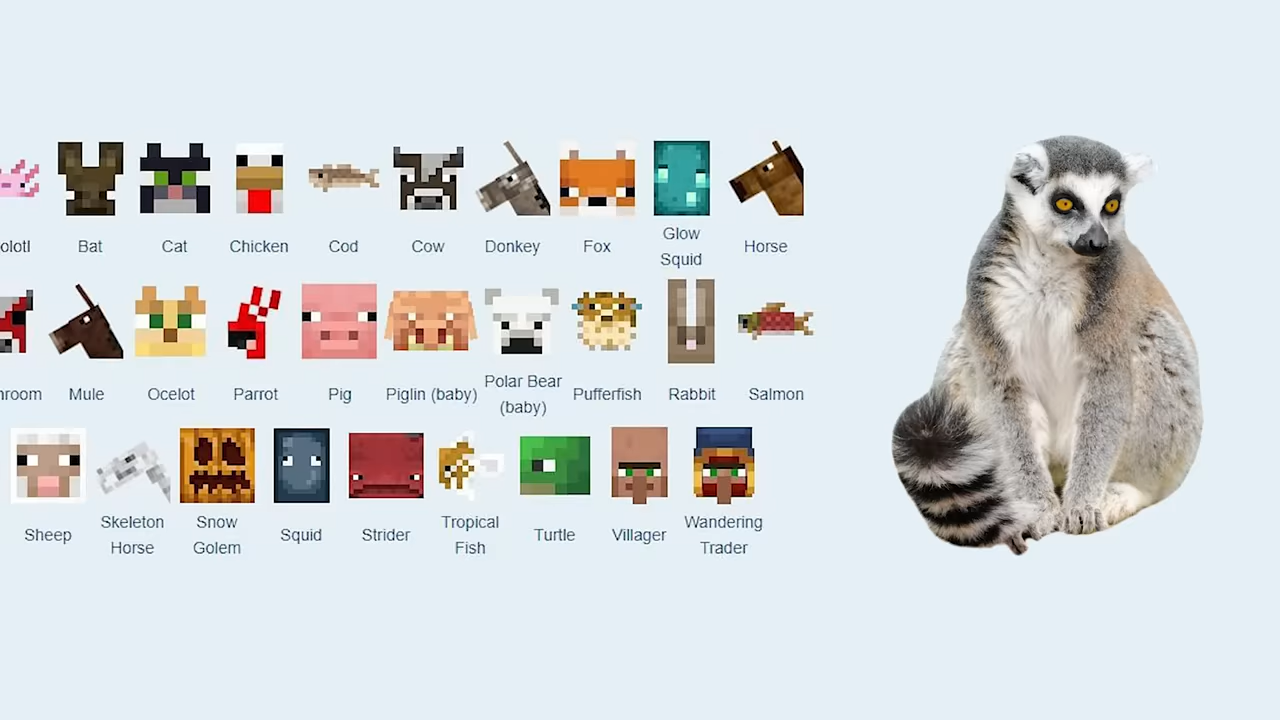 olotl Bat Cat Chicken Cod Cow Donkey Fox Glow Squid Horse
hroom Mule Ocelot Parrot Pig Piglin (baby) Polar Bear (baby) Pufferfish Rabbit Salmon
Sheep Skeleton Horse Snow Golem Squid Strider Tropical Fish Turtle Villager Wandering Trader